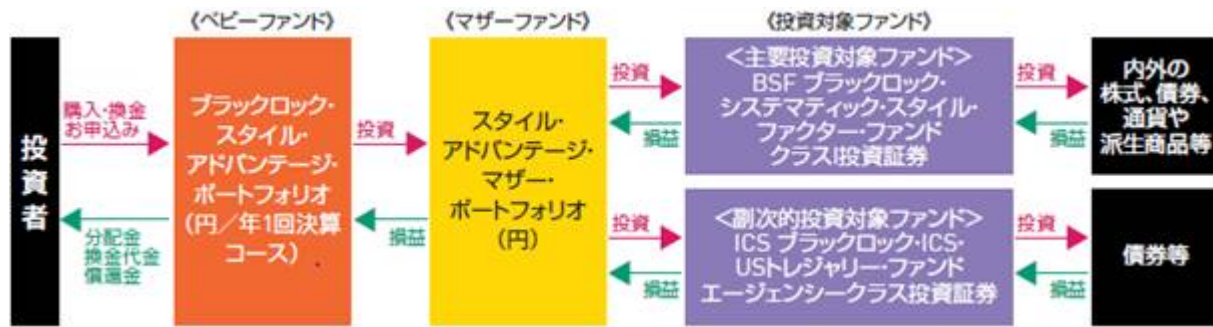 《ベビーファンド》
《マザーファンド》
《投資対象ファンド》
投資者
購入・換金
お申込み
分配金
換金代金
償還金
ブラックロック・
スタイル・
アドバンテージ・
ポートフォリオ
(円/年1回決算
コース)
投資
損益
スタイル・
アドバンテージ・
マザー・
ポートフォリオ
(円)
投資
損益
<主要投資対象ファンド>
BSF ブラックロック・
システマティック・スタイル・
ファクター・ファンド
クラスI投資証券
投資
損益
内外の
株式、債券、
通貨や
派生商品等
投資
損益
<副次的投資対象ファンド>
ICS ブラックロック・ICS・
USトレジャリー・ファンド
エージェンシークラス投資証券
投資
損益
債券等